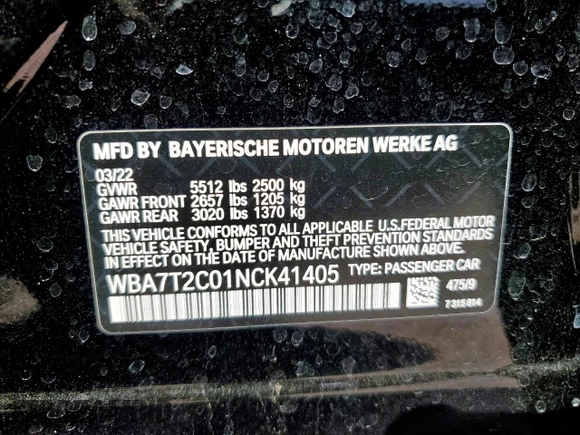 MFD BY BAYERISCHE MOTOREN WERKE AG
03/22
GVWR 5512 lbs 2500 kg
GAWR FRONT 2657 lbs 1205 kg
GAWR REAR 3020 lbs 1370 kg
THIS VEHICLE CONFORMS TO ALL APPLICABLE U.S.FEDERAL MOTOR
VEHICLE SAFETY, BUMPER AND THEFT PREVENTION STANDARDS
IN EFFECT ON THE DATE OF MANUFACTURE SHOWN ABOVE.
WBA7T2C01NCK41405 TYPE: PASSENGER CAR
475/9
7315814